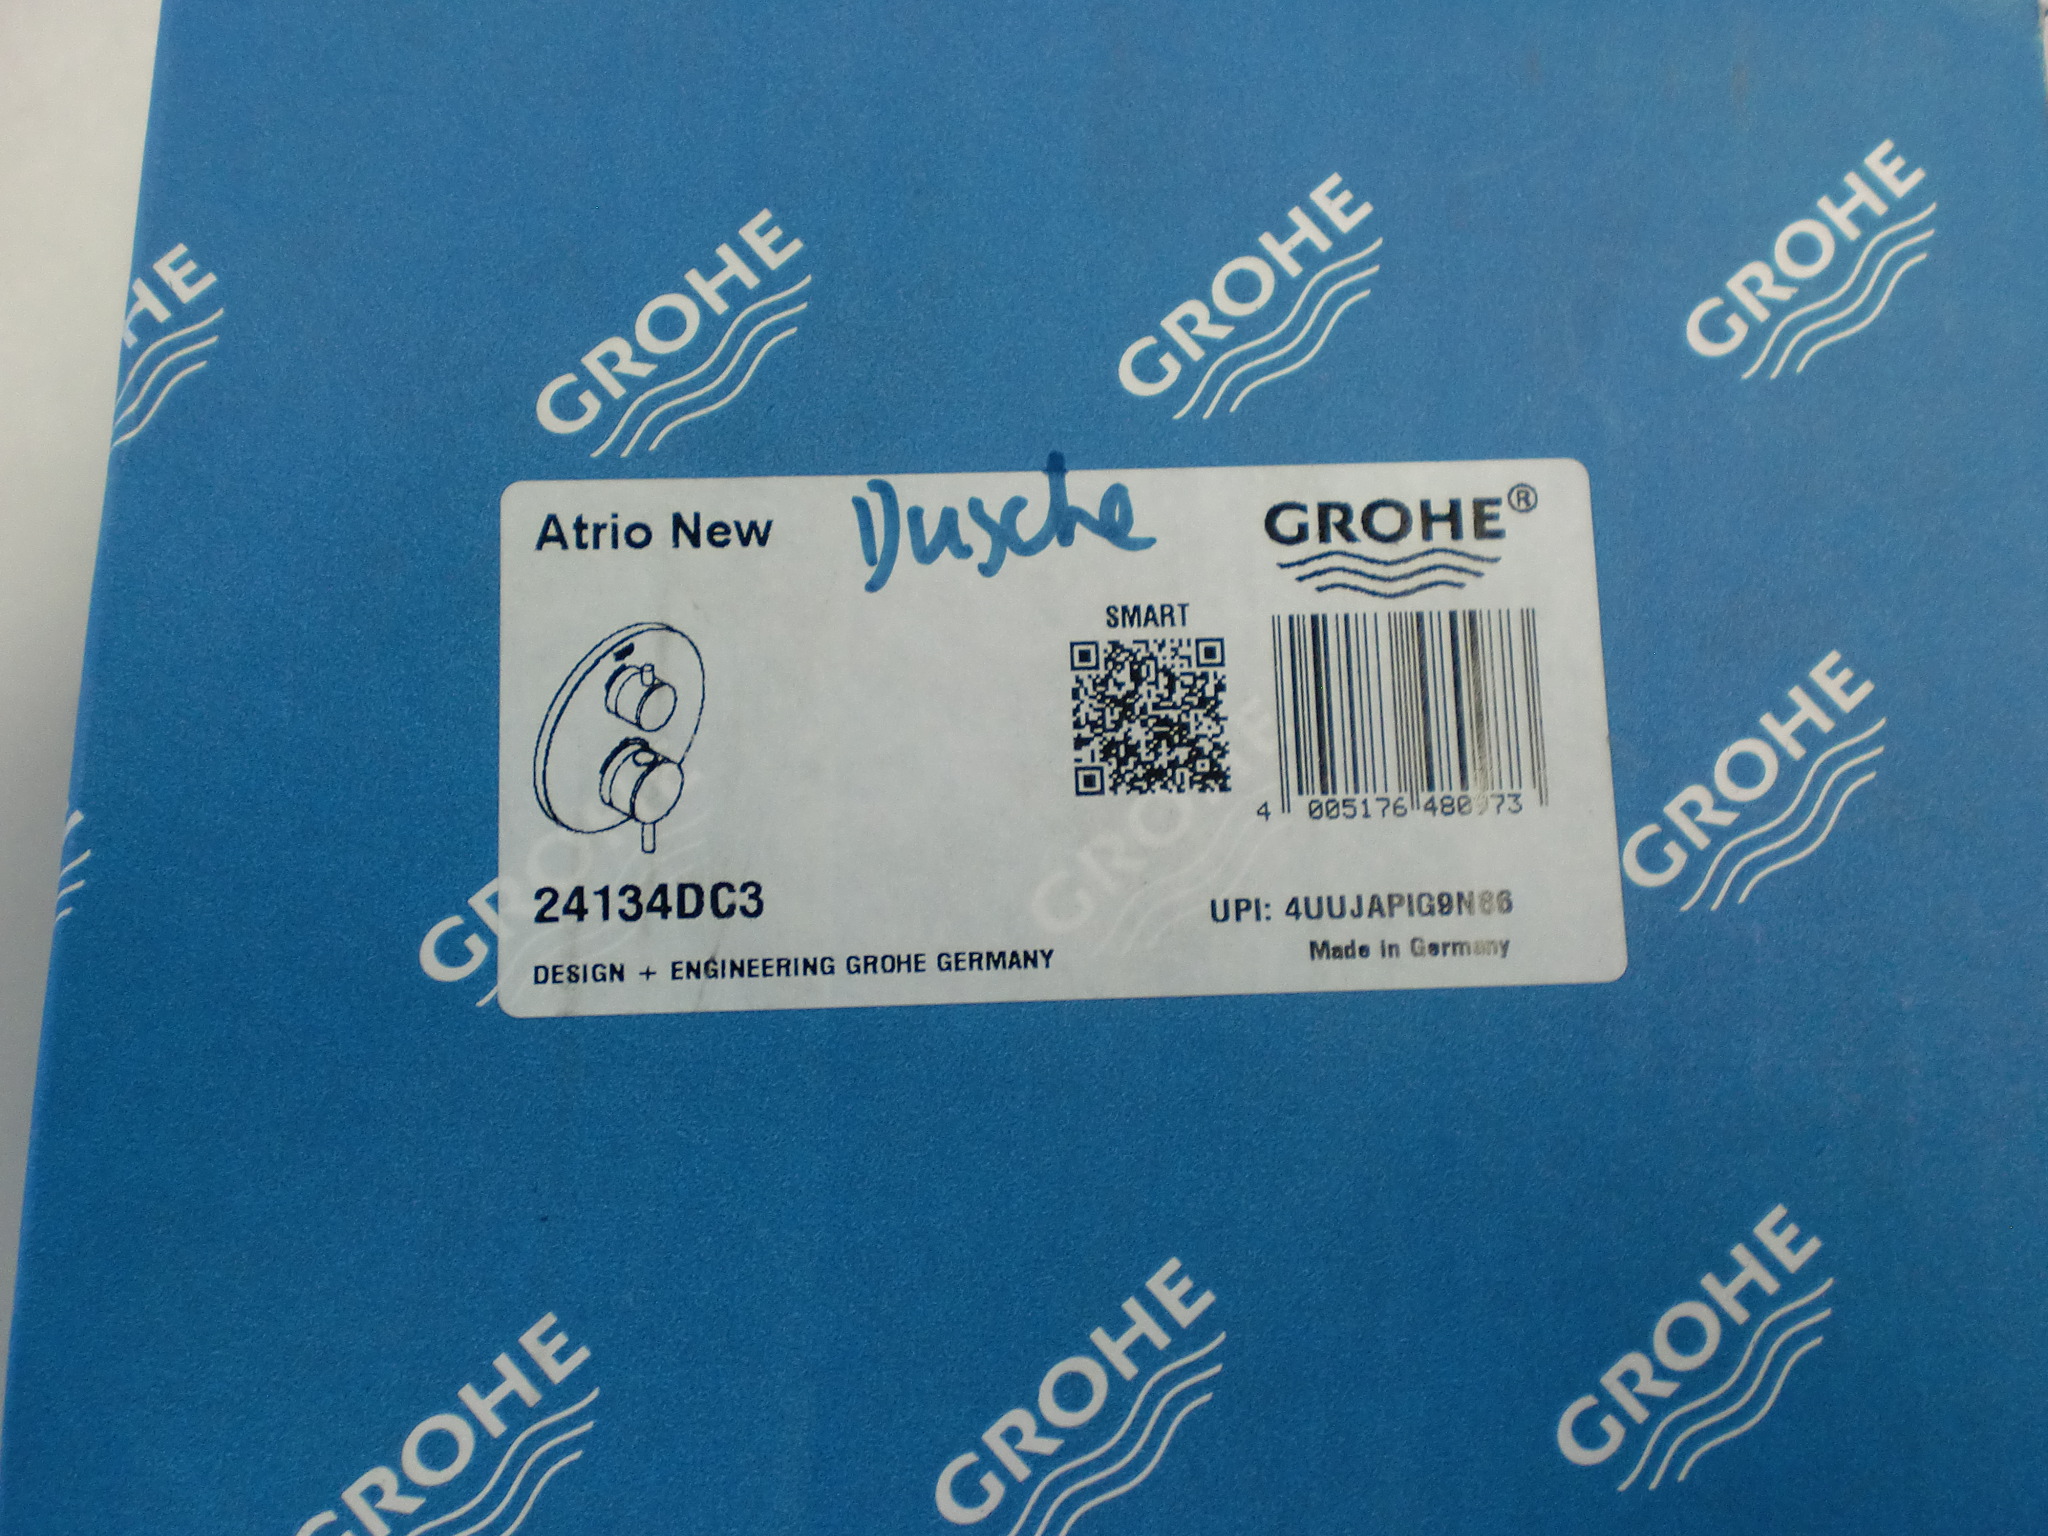 GROHE
GROHE
GROHE
Atrio New
Dusche
GROHE®
SMART
4 005176 480973
24134DC3
UPI: 4UUJAPIG9N86
Made in Germany
DESIGN + ENGINEERING GROHE GERMANY
GROHE
GROHE
GROHE
GROHE